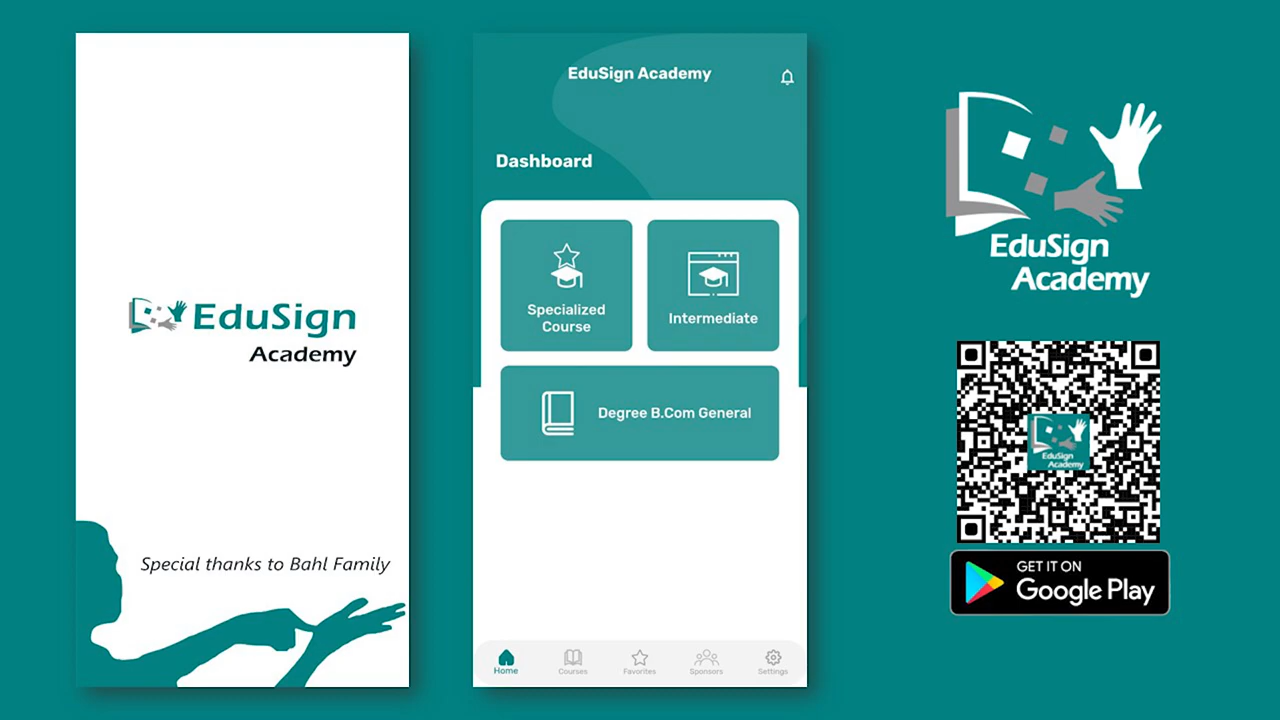 EduSign
Academy
Special thanks to Bahl Family
EduSign Academy
Dashboard
Specialized
Course
Intermediate
Degree B.Com General
Home
Courses
Favorites
Sponsors
Settings
EduSign
Academy
EduSign
Academy
GET IT ON
Google Play